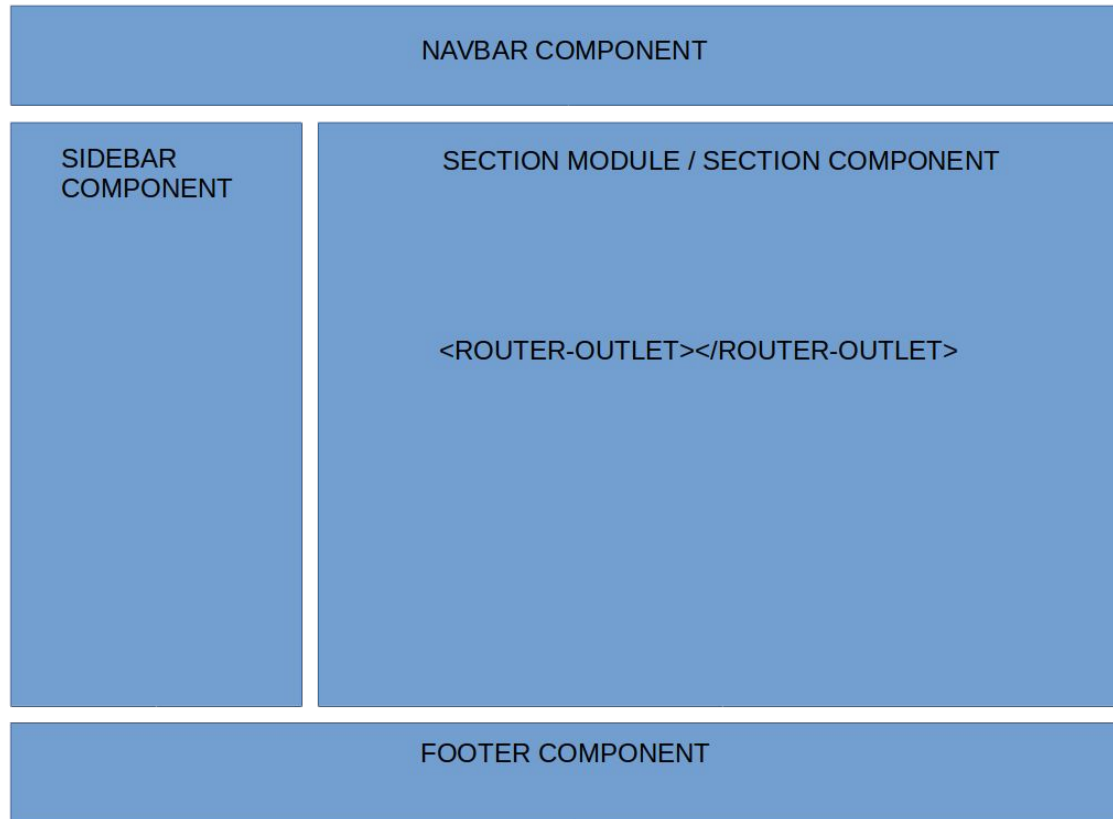 NAVBAR COMPONENT
SIDEBAR
COMPONENT
SECTION MODULE / SECTION COMPONENT
<ROUTER-OUTLET></ROUTER-OUTLET>
FOOTER COMPONENT